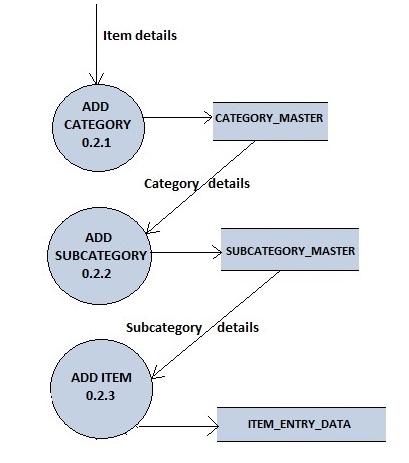 Item details
ADD
CATEGORY
0.2.1
CATEGORY_MASTER
Category details
ADD
SUBCATEGORY
0.2.2
SUBCATEGORY_MASTER
Subcategory details
ADD ITEM
0.2.3
ITEM_ENTRY_DATA